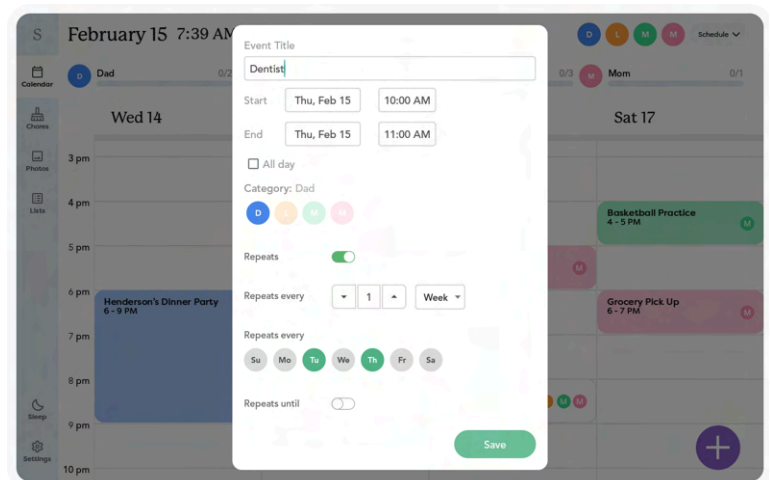 S
February 15 7:39 AM
D L M M
Schedule
Calendar
D Dad 0/2
0/3
M Mom 0/1
Wed 14
Sat 17
Chores
Photos
Lists
Sleep
Settings
3 pm
4 pm
5 pm
6 pm
7 pm
8 pm
9 pm
10 pm
Henderson's Dinner Party
6 - 9 PM
Basketball Practice
4 - 5 PM
M
M
Grocery Pick Up
6 - 7 PM
M
M M
Event Title
Dentist
Start Thu, Feb 15 10:00 AM
End Thu, Feb 15 11:00 AM
All day
Category: Dad
D L M M
Repeats
Repeats every 1 Week
Repeats every
Su Mo Tu We Th Fr Sa
Repeats until
Save